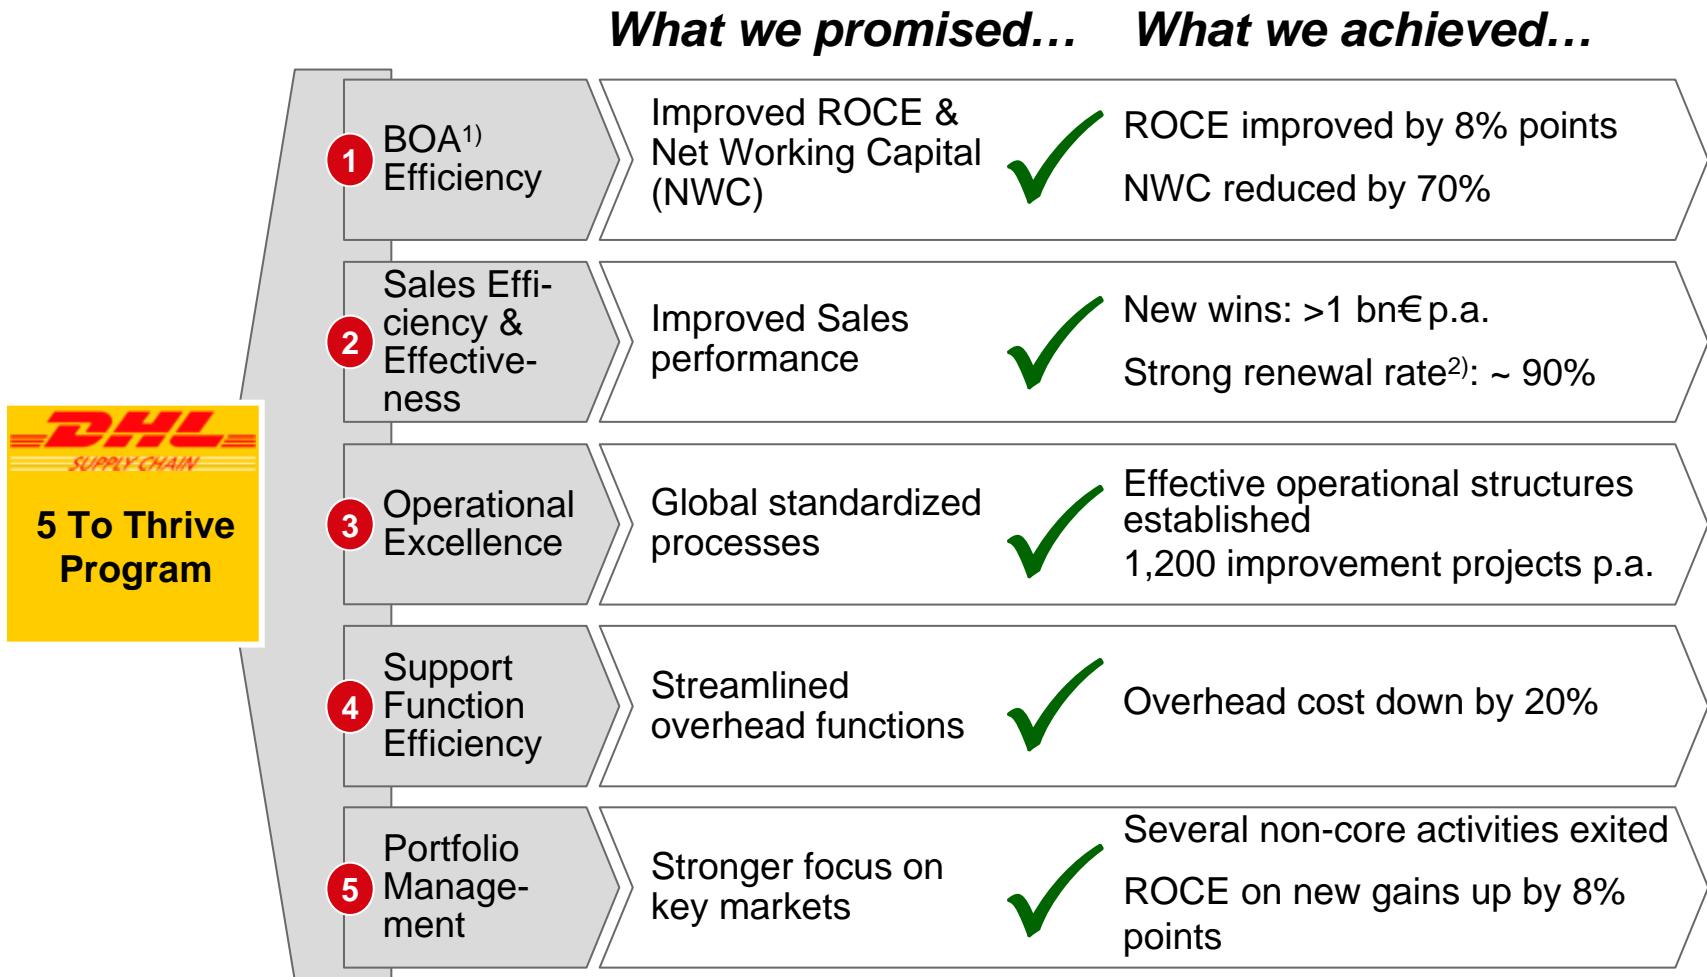 What we promised… What we achieved…
DHL
SUPPLY CHAIN
5 To Thrive
Program
1
BOA1)
Efficiency
Improved ROCE &
Net Working Capital
(NWC)
ROCE improved by 8% points
NWC reduced by 70%
2
Sales Effi-
ciency &
Effective-
ness
Improved Sales
performance
New wins: >1 bn€ p.a.
Strong renewal rate2): ~ 90%
3
Operational
Excellence
Global standardized
processes
Effective operational structures
established
1,200 improvement projects p.a.
4
Support
Function
Efficiency
Streamlined
overhead functions
Overhead cost down by 20%
5
Portfolio
Manage-
ment
Stronger focus on
key markets
Several non-core activities exited
ROCE on new gains up by 8%
points